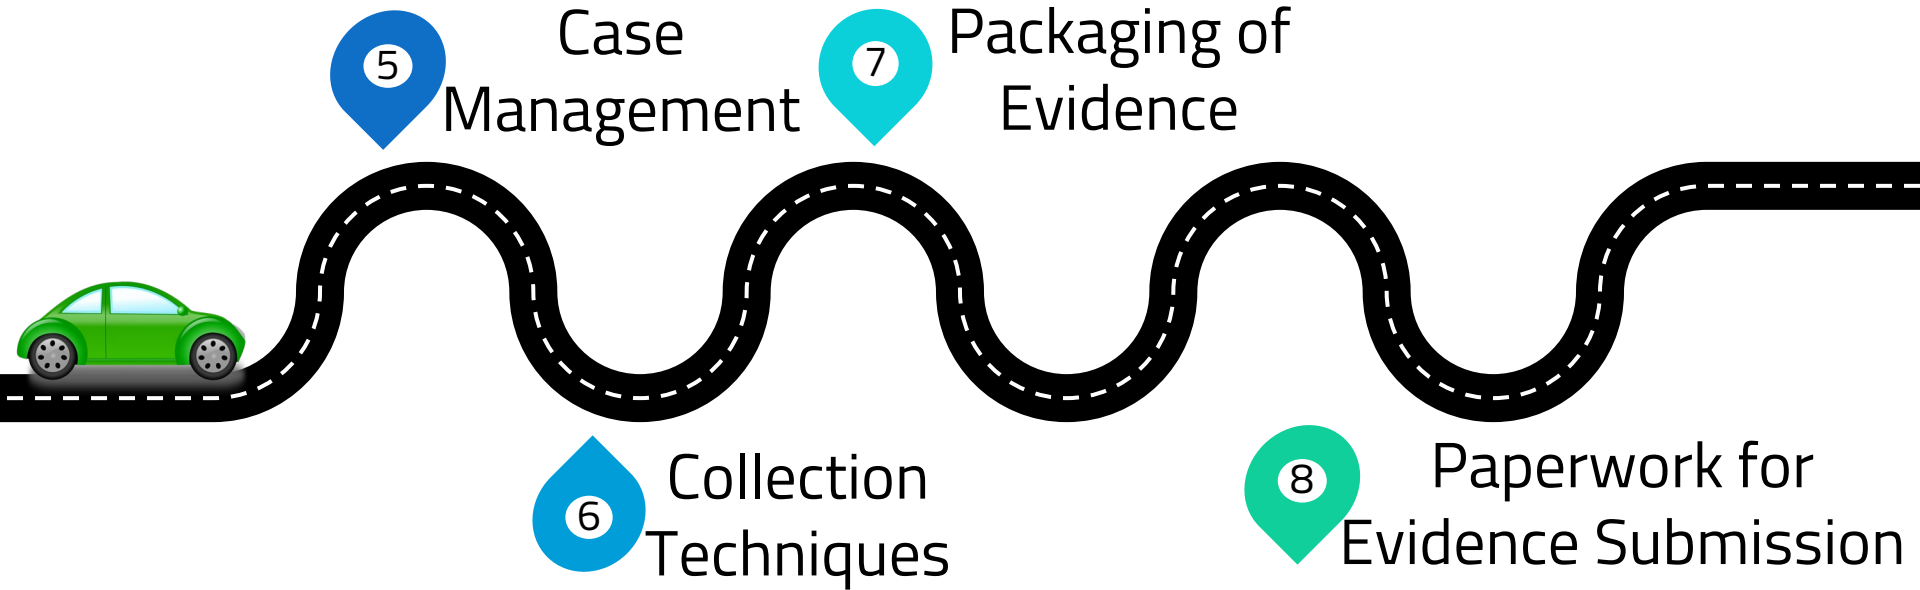 5
Case
Management
6
Collection
Techniques
7
Packaging of
Evidence
8
Paperwork for
Evidence Submission